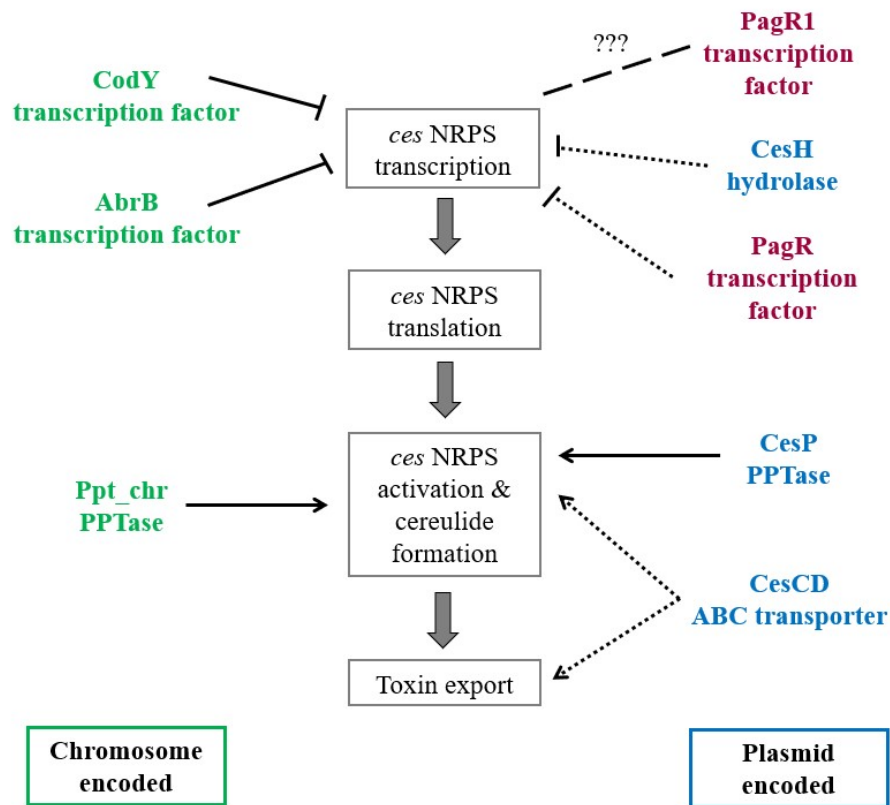 CodY
transcription factor
AbrB
transcription factor
ces NRPS
transcription
???
PagR1
transcription
factor
CesH
hydrolase
PagR
transcription
factor
ces NRPS
translation
Ppt_chr
PPTase
ces NRPS
activation &
cereulide
formation
CesP
PPTase
CesCD
ABC transporter
Toxin export
Chromosome
encoded
Plasmid
encoded